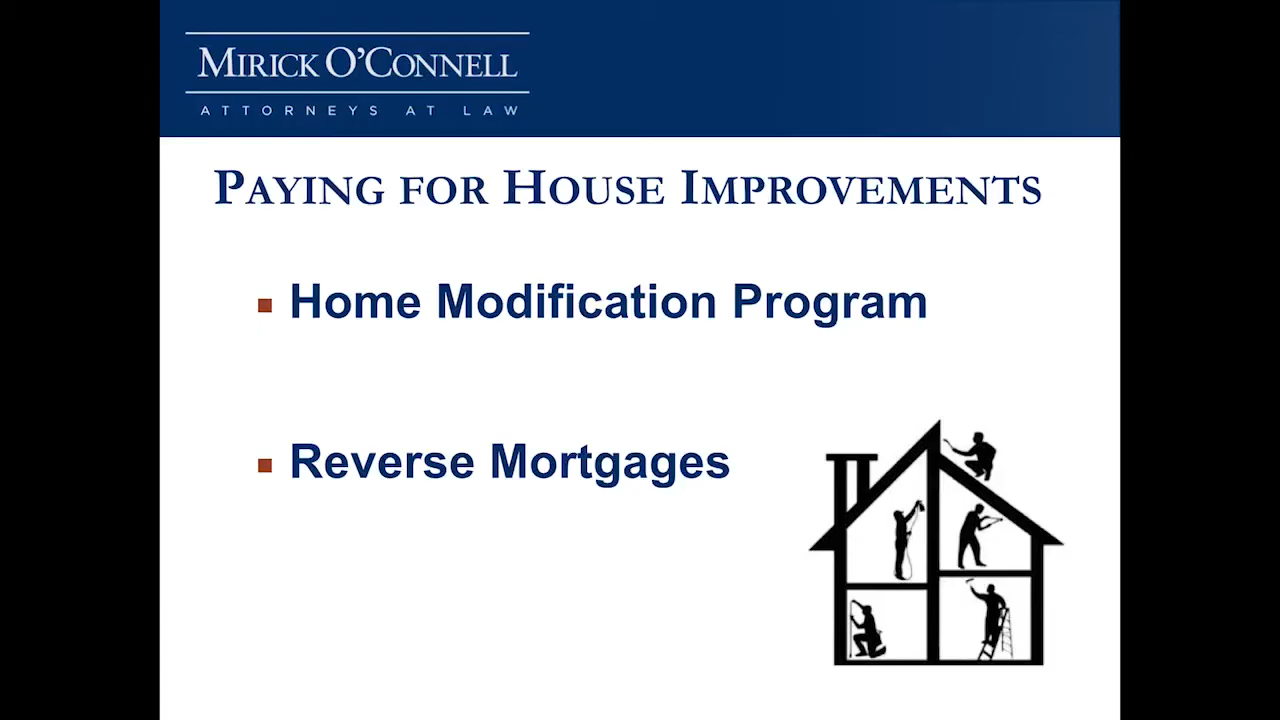 MIRICK O'CONNELL
ATTORNEYS AT LAW
PAYING FOR HOUSE IMPROVEMENTS
▪ Home Modification Program
▪ Reverse Mortgages